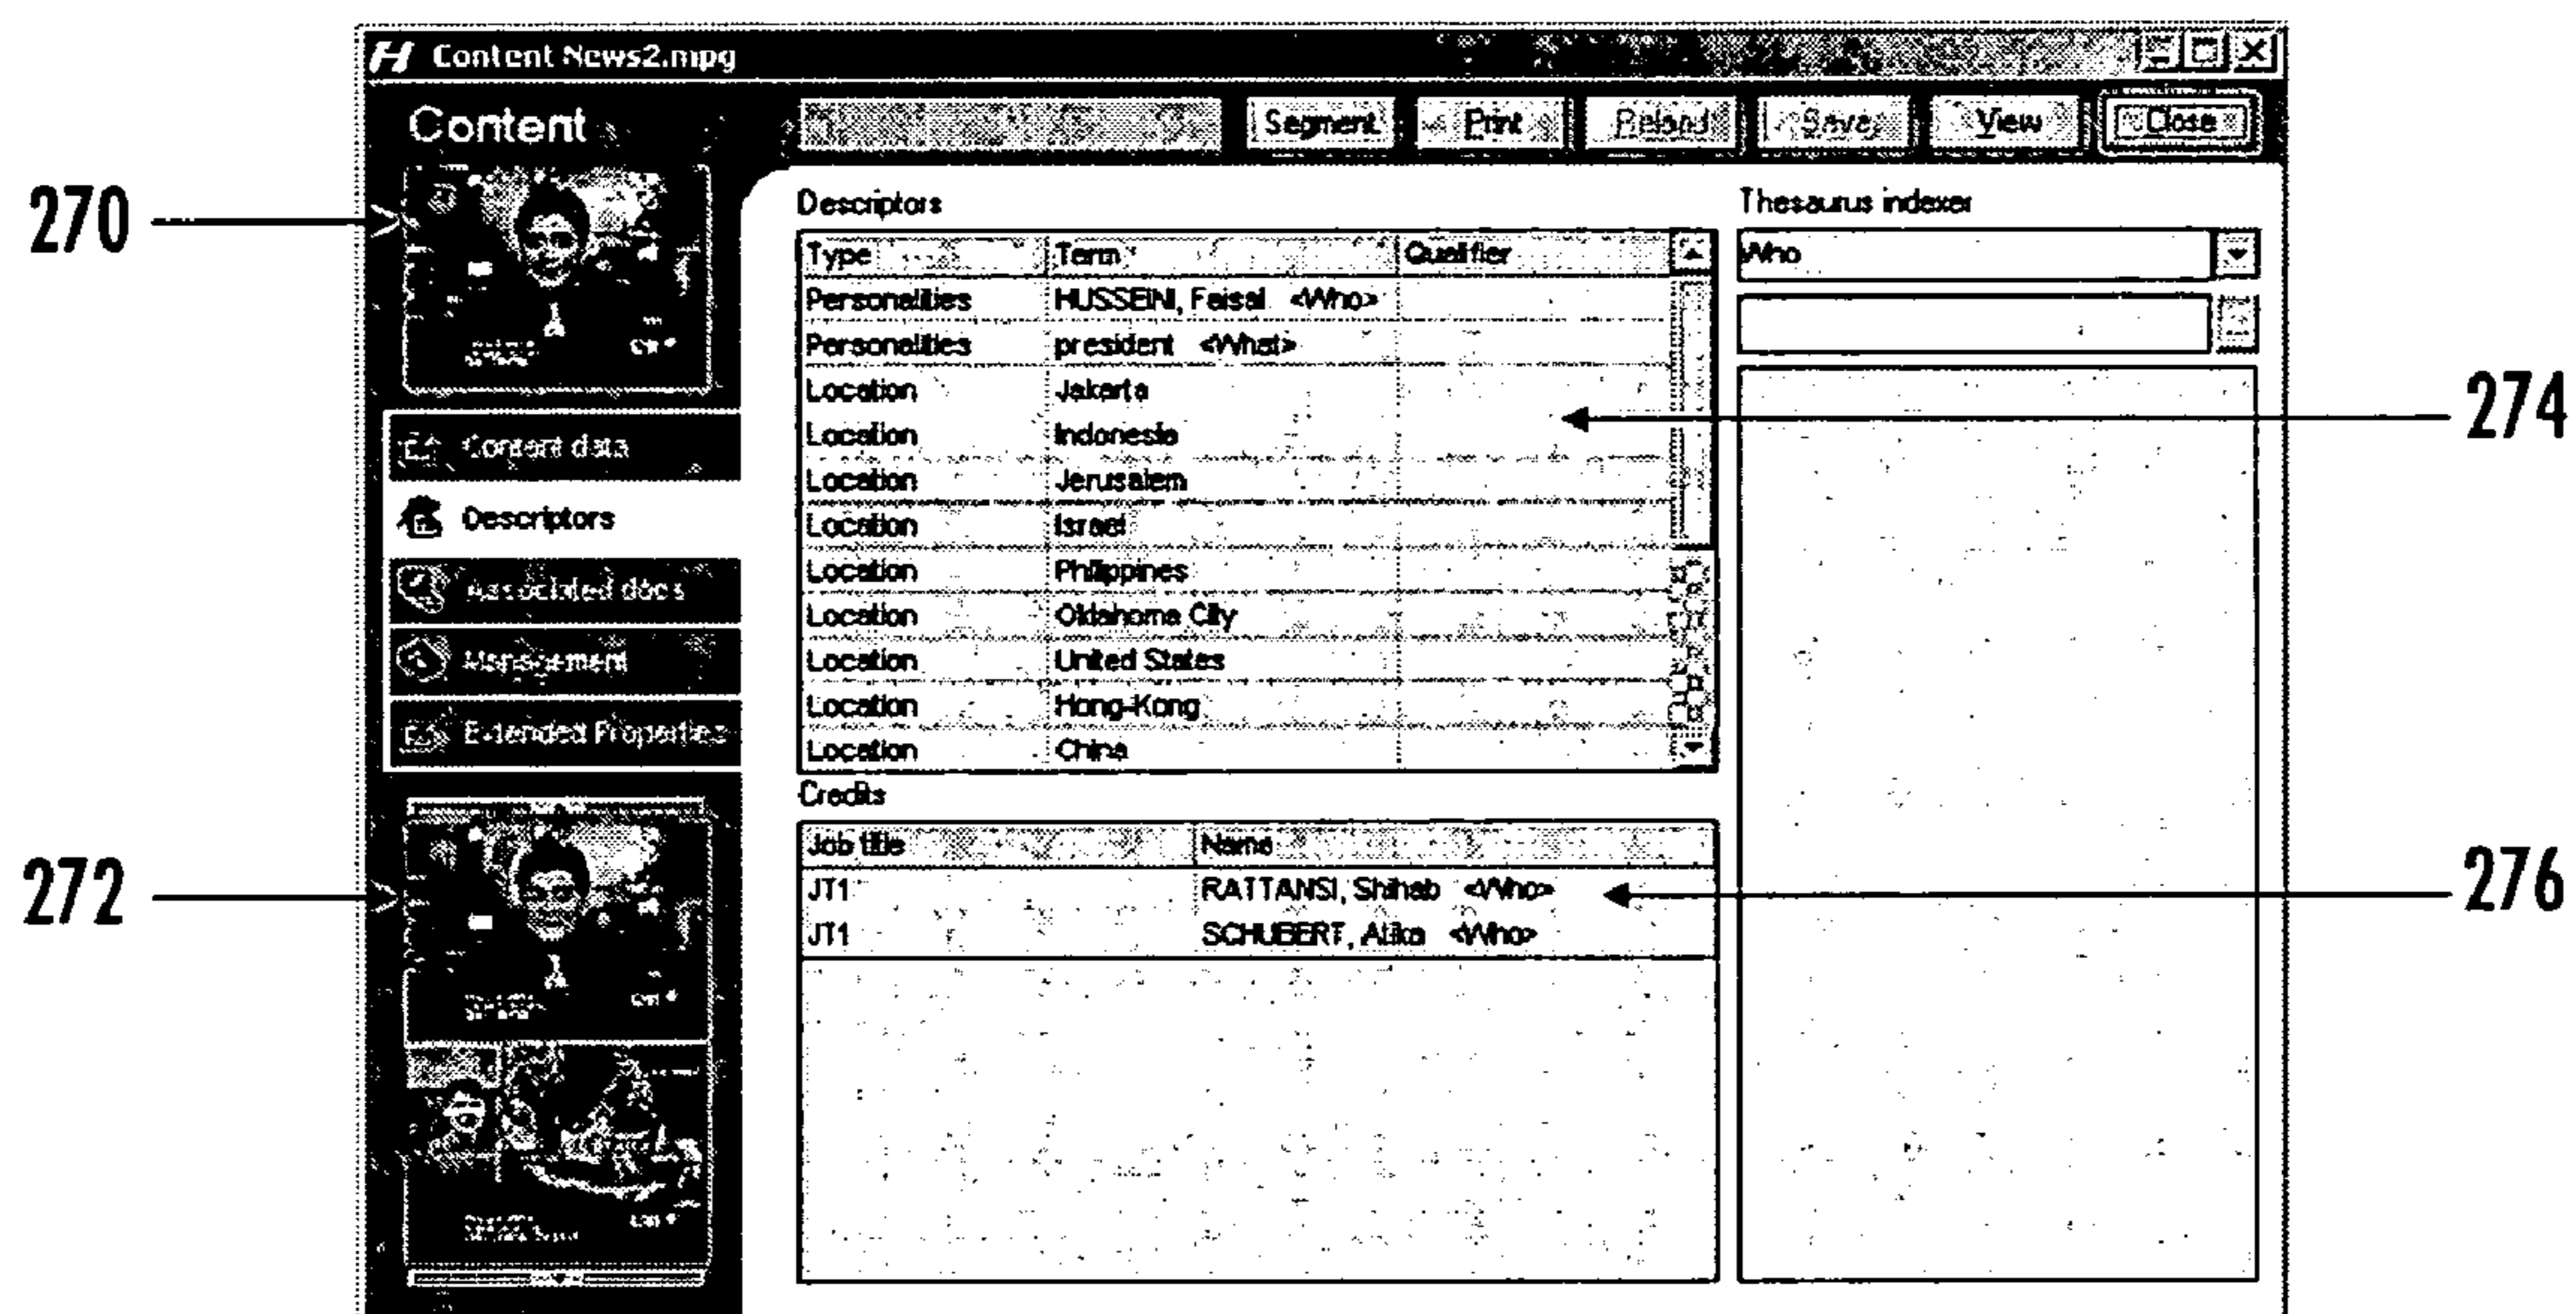 Content News2.mpg
Content
Segment Print Reload Save View Close
270
Descriptors
Thesaurus indexer
Type Term Qualifier
Who
Personalities HUSSEINI, Faisal <Who>
Personalities president <What>
Location Jakarta
274
Location Indonesia
Content data
Location Jerusalem
Descriptors
Location Israel
Location Philippines
Associated docs
Location Oklahoma City
Management
Location United States
Location Hong-Kong
Extended Properties
Location China
Credits
Job title Name
272
JT1 RATTANSI, Shihab <Who>
276
JT1 SCHUBERT, Atika <Who>